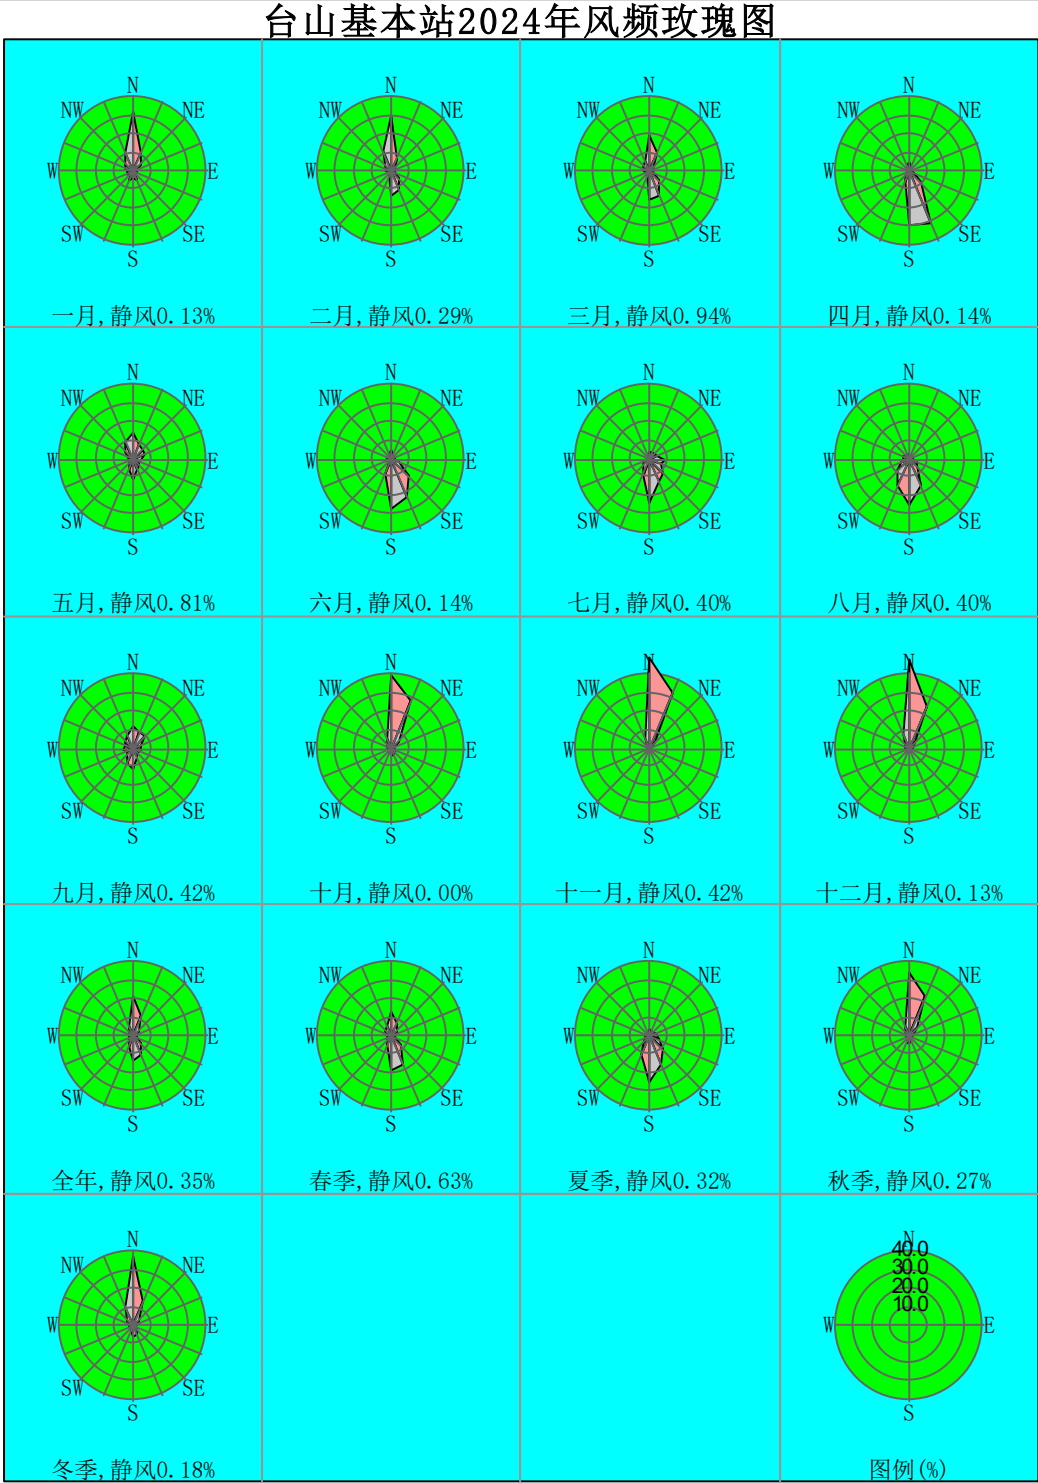 台山基本站2024年风频玫瑰图
N
NW NE
W E
SW SE
S
一月,静风0.13%
N
NW NE
W E
SW SE
S
二月,静风0.29%
N
NW NE
W E
SW SE
S
三月,静风0.94%
N
NW NE
W E
SW SE
S
四月,静风0.14%
N
NW NE
W E
SW SE
S
五月,静风0.81%
N
NW NE
W E
SW SE
S
六月,静风0.14%
N
NW NE
W E
SW SE
S
七月,静风0.40%
N
NW NE
W E
SW SE
S
八月,静风0.40%
N
NW NE
W E
SW SE
S
九月,静风0.42%
N
NW NE
W E
SW SE
S
十月,静风0.00%
N
NW NE
W E
SW SE
S
十一月,静风0.42%
N
NW NE
W E
SW SE
S
十二月,静风0.13%
N
NW NE
W E
SW SE
S
全年,静风0.35%
N
NW NE
W E
SW SE
S
春季,静风0.63%
N
NW NE
W E
SW SE
S
夏季,静风0.32%
N
NW NE
W E
SW SE
S
秋季,静风0.27%
N
NW NE
W E
SW SE
S
冬季,静风0.18%
N
40.0
30.0
20.0
10.0
W E
S
图例(%)